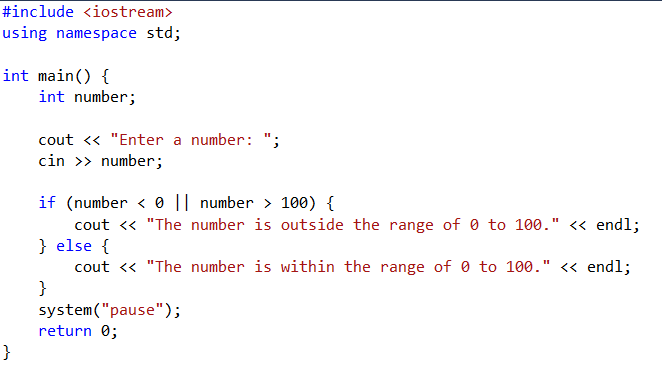 #include <iostream>
using namespace std;

int main() {
    int number;

    cout << "Enter a number: ";
    cin >> number;

    if (number < 0 || number > 100) {
        cout << "The number is outside the range of 0 to 100." << endl;
    } else {
        cout << "The number is within the range of 0 to 100." << endl;
    }
    system("pause");
    return 0;
}